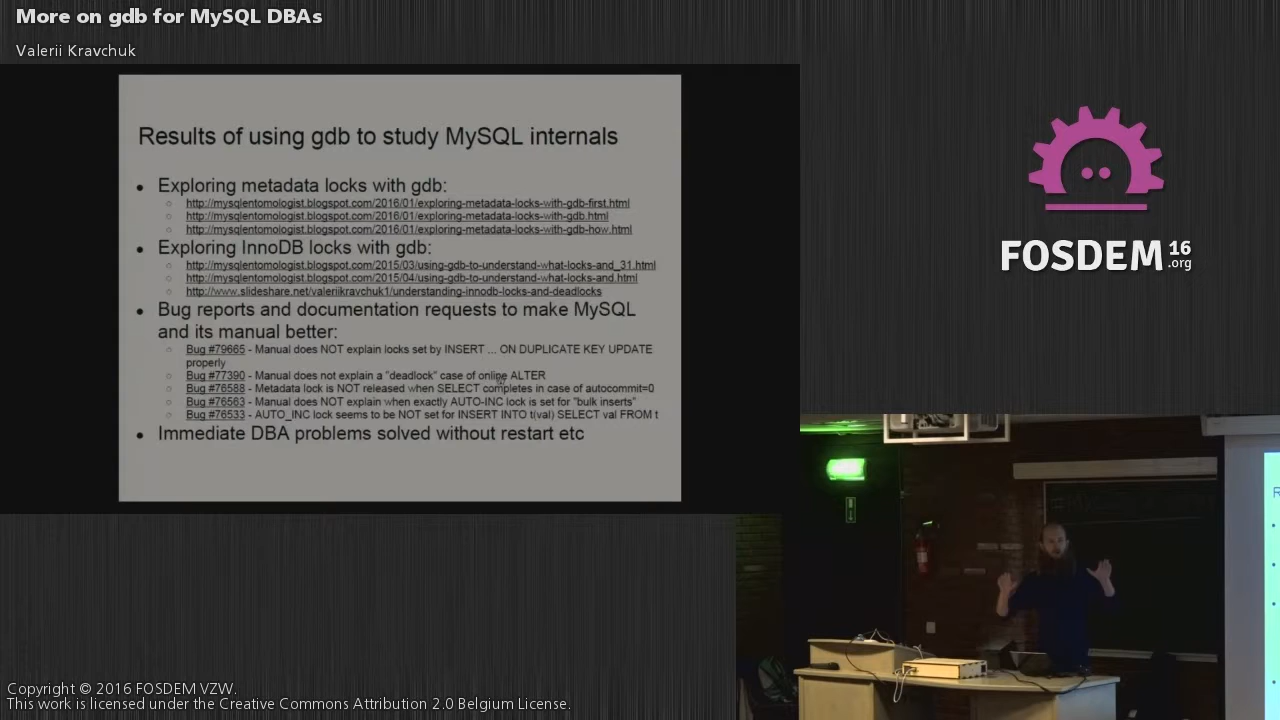 More on gdb for MySQL DBAs
Valerii Kravchuk
Results of using gdb to study MySQL internals
Exploring metadata locks with gdb:
http://mysqlentomologist.blogspot.com/2016/01/exploring-metadata-locks-with-gdb-first.html
http://mysqlentomologist.blogspot.com/2016/01/exploring-metadata-locks-with-gdb.html
http://mysqlentomologist.blogspot.com/2016/01/exploring-metadata-locks-with-gdb-how.html
Exploring InnoDB locks with gdb:
http://mysqlentomologist.blogspot.com/2015/03/using-gdb-to-understand-what-locks-and_31.html
http://mysqlentomologist.blogspot.com/2015/04/using-gdb-to-understand-what-locks-and.html
http://www.slideshare.net/valeriikravchuk1/understanding-innodb-locks-and-deadlocks
Bug reports and documentation requests to make MySQL
and its manual better:
Bug #79665 - Manual does NOT explain locks set by INSERT ... ON DUPLICATE KEY UPDATE
properly
Bug #77390 - Manual does not explain a "deadlock" case of online ALTER
Bug #76588 - Metadata lock is NOT released when SELECT completes in case of autocommit=0
Bug #76563 - Manual does NOT explain when exactly AUTO-INC lock is set for "bulk inserts"
Bug #76533 - AUTO_INC lock seems to be NOT set for INSERT INTO t(val) SELECT val FROM t
Immediate DBA problems solved without restart etc
FOSDEM 16 .org
R
Copyright © 2016 FOSDEM VZW.
This work is licensed under the Creative Commons Attribution 2.0 Belgium License.